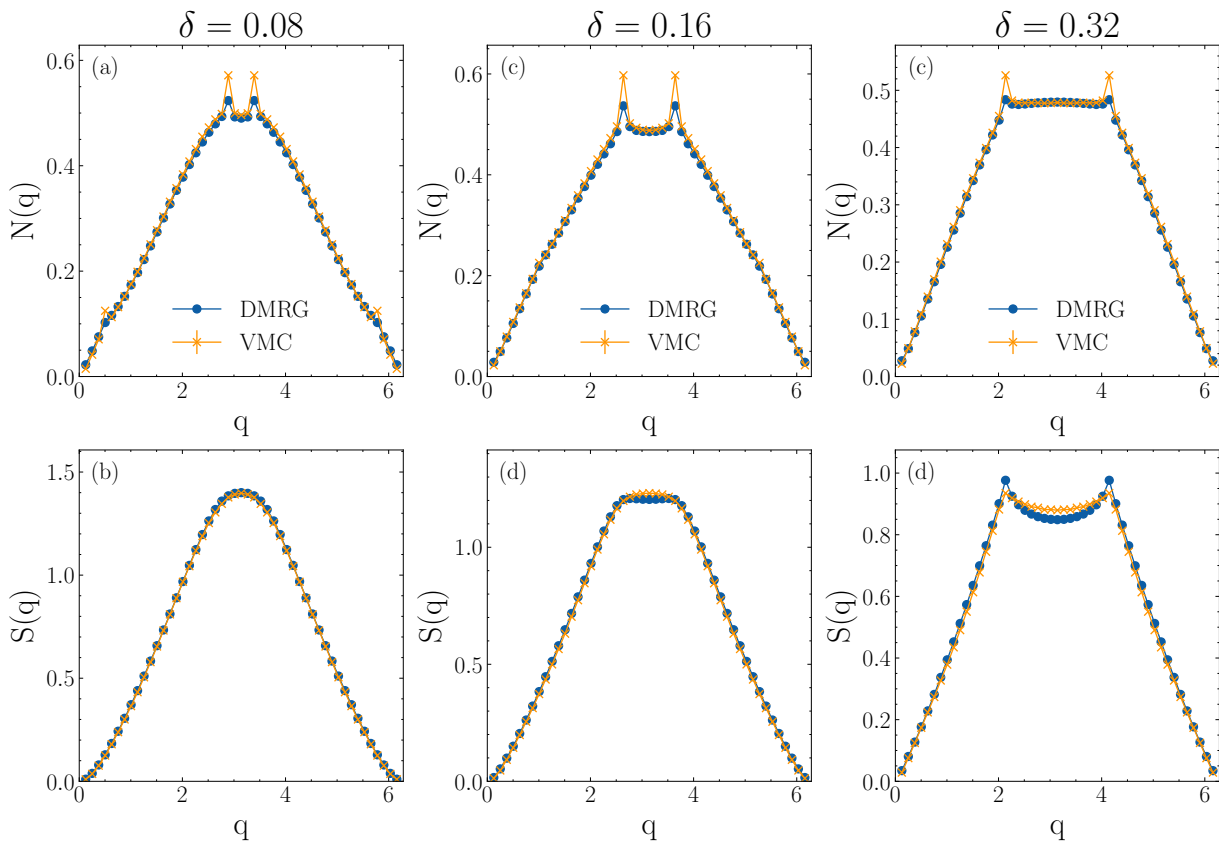 δ = 0.08
δ = 0.16
δ = 0.32
(a)
0.6
0.4
0.2
0.0
0
2
4
6
N(q)
q
DMRG
VMC
(c)
0.6
0.4
0.2
0.0
0
2
4
6
N(q)
q
DMRG
VMC
(c)
0.5
0.4
0.3
0.2
0.1
0.0
0
2
4
6
N(q)
q
DMRG
VMC
(b)
1.5
1.0
0.5
0.0
0
2
4
6
S(q)
q
(d)
1.0
0.5
0.0
0
2
4
6
S(q)
q
(d)
1.0
0.8
0.6
0.4
0.2
0.0
0
2
4
6
S(q)
q